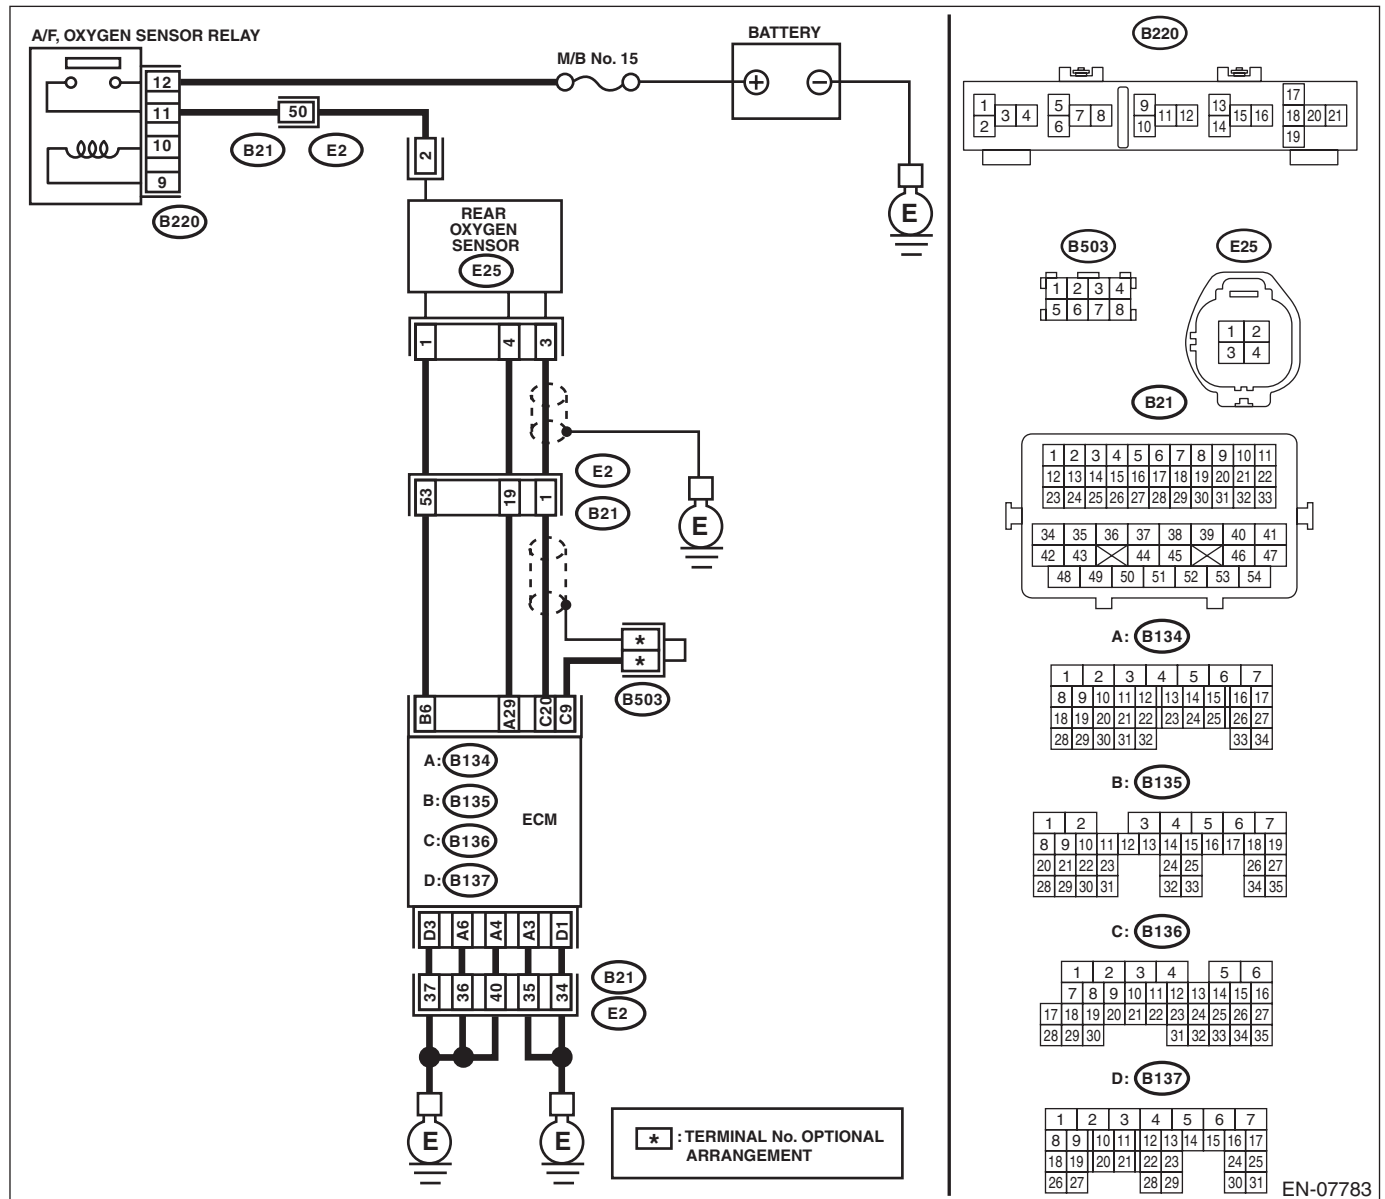 A/F, OXYGEN SENSOR RELAY
12
11
10
9
B220
50
B21
E2
M/B No. 15
BATTERY
+
−
E
2
REAR
OXYGEN
SENSOR
E25
1
4
3
E2
B21
53
19
1
E
*
*
B503
B6
A29
C20
C9
A: B134
B: B135
C: B136
D: B137
ECM
D3
A6
A4
A3
D1
37
36
40
35
34
B21
E2
E
E
* : TERMINAL No. OPTIONAL
ARRANGEMENT
B220
17
1 5 9 13
3 4 7 8 11 12 15 16 18 20 21
2 6 10 14
19
B503
1 2 3 4
5 6 7 8
E25
1 2
3 4
B21
1 2 3 4 5 6 7 8 9 10 11
12 13 14 15 16 17 18 19 20 21 22
23 24 25 26 27 28 29 30 31 32 33
34 35 36 37 38 39 40 41
42 43 44 45 46 47
48 49 50 51 52 53 54
A: B134
1 2 3 4 5 6 7
8 9 10 11 12 13 14 15 16 17
18 19 20 21 22 23 24 25 26 27
28 29 30 31 32 33 34
B: B135
1 2 3 4 5 6 7
8 9 10 11 12 13 14 15 16 17 18 19
20 21 22 23 24 25 26 27
28 29 30 31 32 33 34 35
C: B136
1 2 3 4 5 6
7 8 9 10 11 12 13 14 15 16
17 18 19 20 21 22 23 24 25 26 27
28 29 30 31 32 33 34 35
D: B137
1 2 3 4 5 6 7
8 9 10 11 12 13 14 15 16 17
18 19 20 21 22 23 24 25
26 27 28 29 30 31
EN-07783